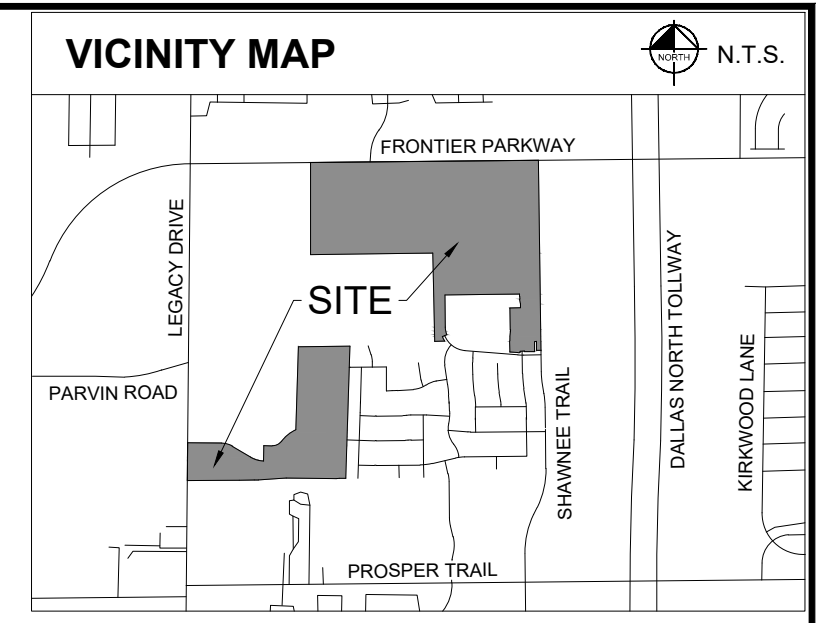 VICINITY MAP
NORTH
N.T.S.
FRONTIER PARKWAY
LEGACY DRIVE
SITE
DALLAS NORTH TOLLWAY
PARVIN ROAD
SHAWNEE TRAIL
KIRKWOOD LANE
PROSPER TRAIL